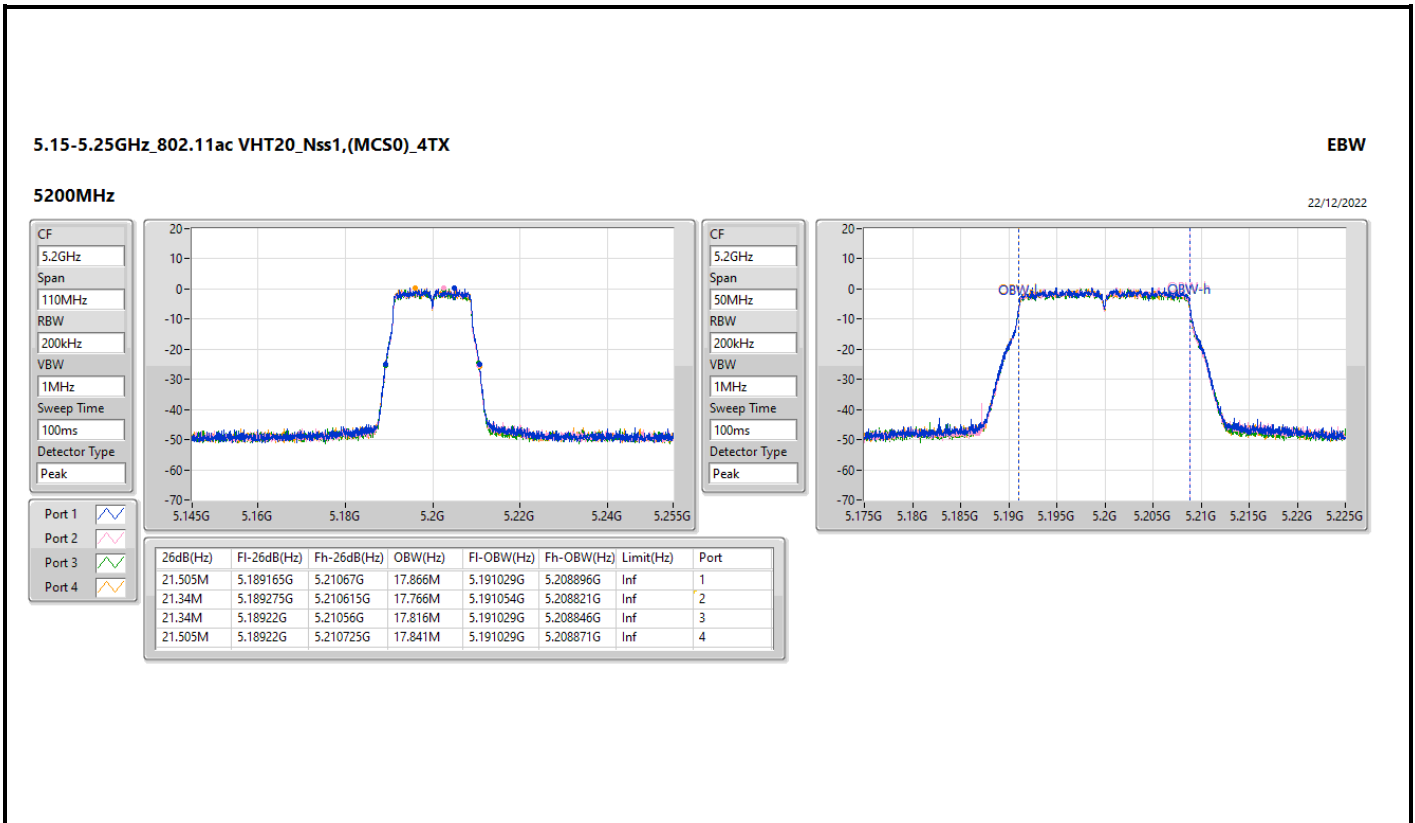 5.15-5.25GHz_802.11ac VHT20_Nss1,(MCS0)_4TX
EBW
5200MHz
22/12/2022
CF
5.2GHz
Span
110MHz
RBW
200kHz
VBW
1MHz
Sweep Time
100ms
Detector Type
Peak
20
10
0
-10
-20
-30
-40
-50
-60
-70
5.145G 5.16G 5.18G 5.2G 5.22G 5.24G 5.255G
CF
5.2GHz
Span
50MHz
RBW
200kHz
VBW
1MHz
Sweep Time
100ms
Detector Type
Peak
20
10
0
-10
-20
-30
-40
-50
-60
-70
OBW-l
OBW-h
5.175G 5.18G 5.185G 5.19G 5.195G 5.2G 5.205G 5.21G 5.215G 5.22G 5.225G
Port 1
Port 2
Port 3
Port 4
26dB(Hz) Fl-26dB(Hz) Fh-26dB(Hz) OBW(Hz) Fl-OBW(Hz) Fh-OBW(Hz) Limit(Hz) Port
21.505M 5.189165G 5.21067G 17.866M 5.191029G 5.208896G Inf 1
21.34M 5.189275G 5.210615G 17.766M 5.191054G 5.208821G Inf 2
21.34M 5.18922G 5.21056G 17.816M 5.191029G 5.208846G Inf 3
21.505M 5.18922G 5.210725G 17.841M 5.191029G 5.208871G Inf 4